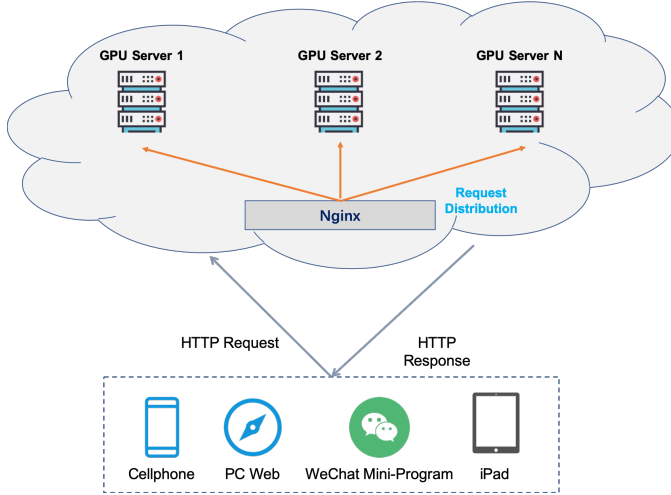 GPU Server 1
GPU Server 2
GPU Server N
Request
Distribution
Nginx
HTTP Request
HTTP
Response
Cellphone
PC Web
WeChat Mini-Program
iPad